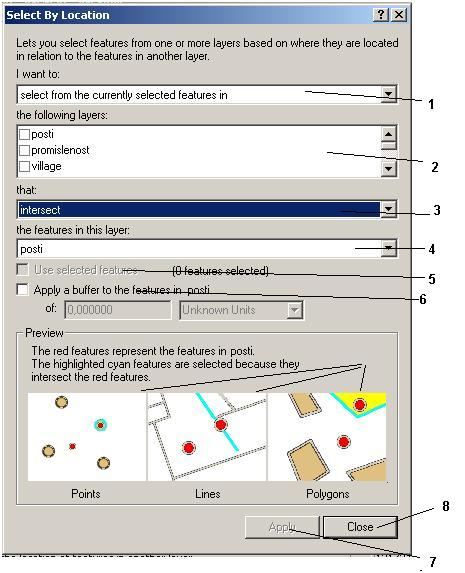 Select By Location
Lets you select features from one or more layers based on where they are located
in relation to the features in another layer.
I want to:
select from the currently selected features in
1
the following layers:
posti
promislenost
village
2
that:
intersect
3
the features in this layer:
posti
4
Use selected features (0 features selected)
5
Apply a buffer to the features in posti
6
of: 0,000000 Unknown Units
Preview
The red features represent the features in posti.
The highlighted cyan features are selected because they
intersect the red features.
Points Lines Polygons
8
Apply Close
7